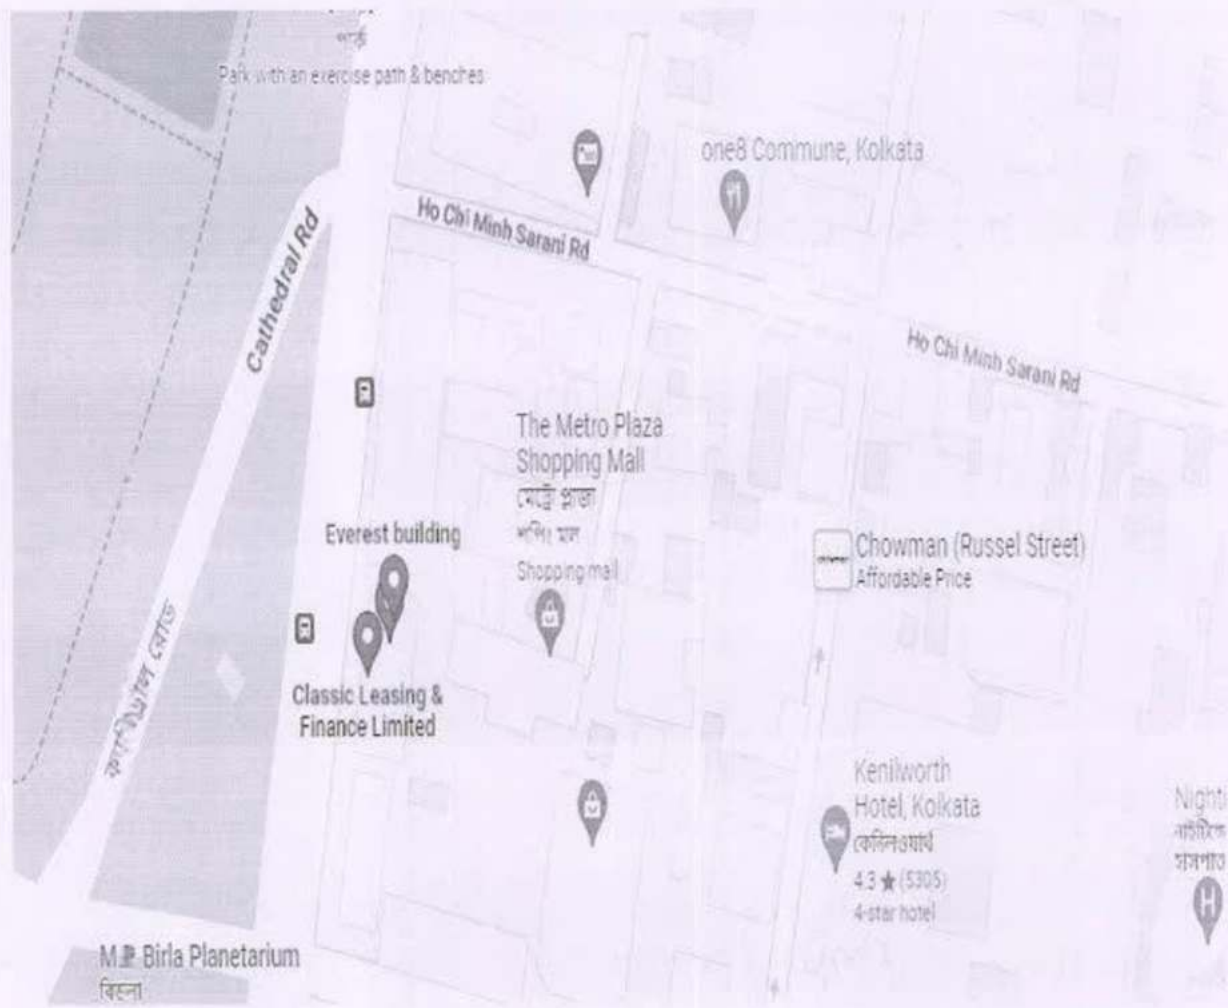 পার্ক
Park with an exercise path & benches
one8 Commune, Kolkata
Ho Chi Minh Sarani Rd
Cathedral Rd
Ho Chi Minh Sarani Rd
The Metro Plaza
Shopping Mall
মেট্রো প্লাজা
শপিং মল
Shopping mall
Everest building
Chowman (Russel Street)
Affordable Price
ক্যাথিড্রাল রোড
Classic Leasing &
Finance Limited
Kenilworth
Hotel, Kolkata
কেনিলওয়ার্থ
4.3 ★ (5305)
4-star hotel
H
M.P Birla Planetarium
বিড়লা